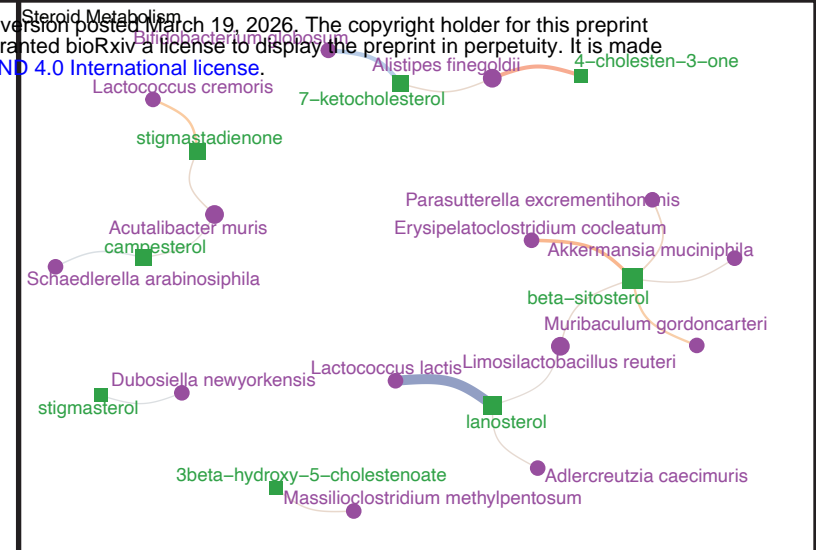 Steroid Metabolism
version posted March 19, 2026. The copyright holder for this preprint
ranted bioRxiv a license to display the preprint in perpetuity. It is made
ND 4.0 International license.
Bifidobacterium globosum
Alistipes finegoldii
4−cholesten−3−one
Lactococcus cremoris
7−ketocholesterol
stigmastadienone
Parasutterella excrementihominis
Acutalibacter muris
Erysipelatoclostridium cocleatum
campesterol
Akkermansia muciniphila
Schaedlerella arabinosiphila
beta−sitosterol
Muribaculum gordoncarteri
Limosilactobacillus reuteri
Lactococcus lactis
Dubosiella newyorkensis
stigmasterol
lanosterol
3beta−hydroxy−5−cholestenoate
Adlercreutzia caecimuris
Massilioclostridium methylpentosum